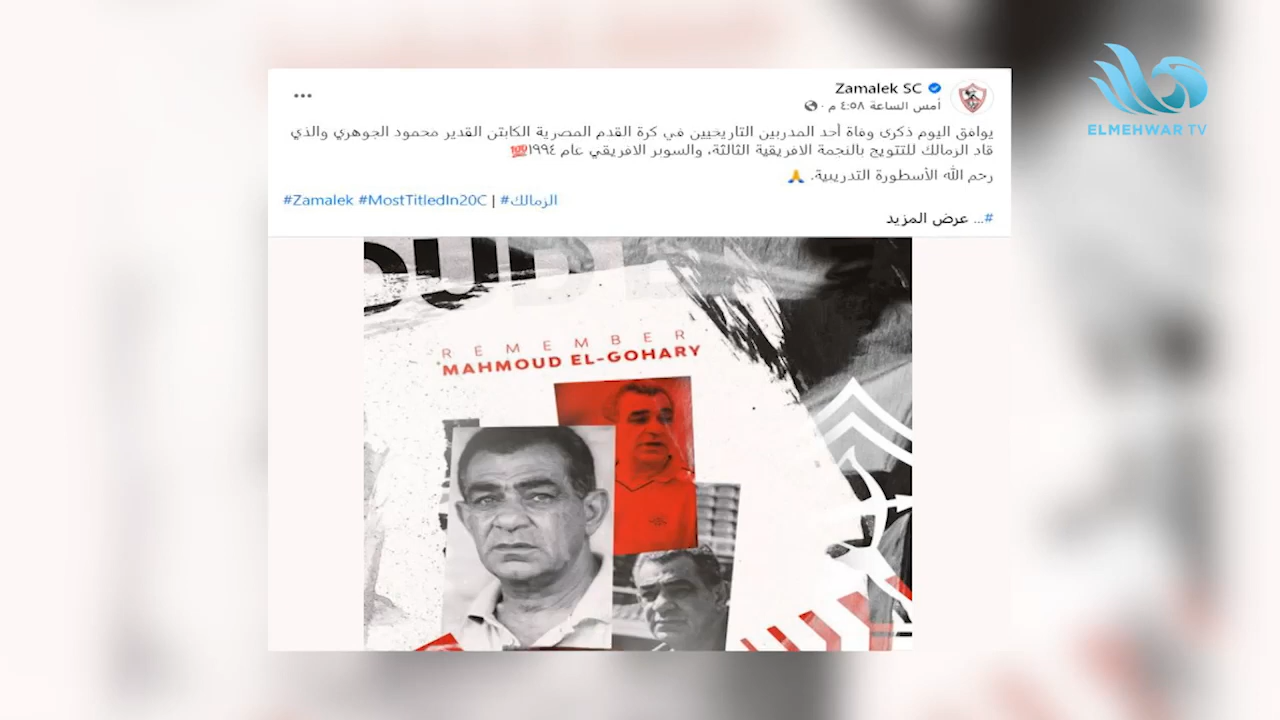 ELMEHWAR TV
Zamalek SC
أمس الساعة ٤:٥٨ م ·
يوافق اليوم ذكرى وفاة أحد المدربين التاريخيين في كرة القدم المصرية الكابتن القدير محمود الجوهري والذي
قاد الزمالك للتتويج بالنجمة الافريقية الثالثة، والسوبر الافريقي عام ١٩٩٤💯
رحم الله الأسطورة التدريبية. 🙏
#Zamalek #MostTitledIn20C | #الزمالك
#... عرض المزيد
REMEMBER
MAHMOUD EL-GOHARY